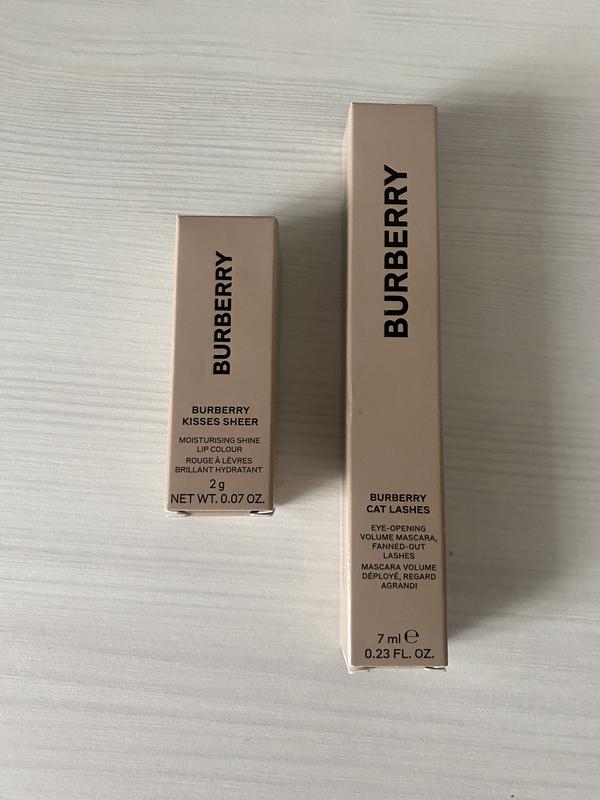 BURBERRY
BURBERRY
KISSES SHEER
MOISTURISING SHINE
LIP COLOUR
ROUGE À LÈVRES
BRILLANT HYDRATANT
2 g
NET WT. 0.07 OZ.
BURBERRY
BURBERRY
CAT LASHES
EYE-OPENING
VOLUME MASCARA,
FANNED-OUT
LASHES
MASCARA VOLUME
DÉPLOYÉ, REGARD
AGRANDI
7 ml ℮
0.23 FL. OZ.